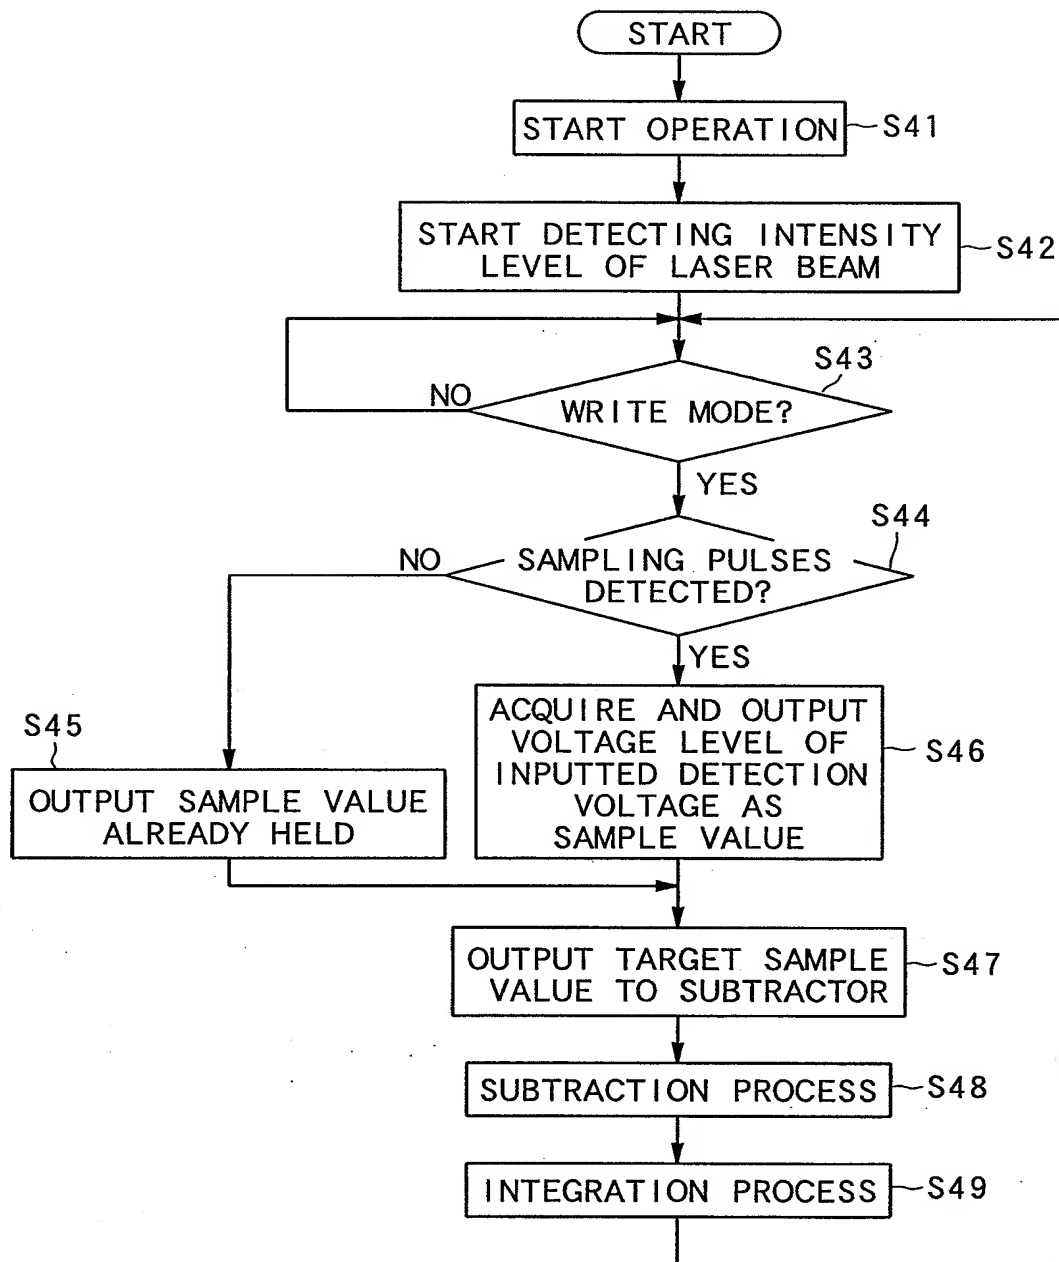 START
START OPERATION
S41
START DETECTING INTENSITY
LEVEL OF LASER BEAM
S42
S43
NO
WRITE MODE?
YES
S44
NO
SAMPLING PULSES
DETECTED?
YES
S45
OUTPUT SAMPLE VALUE
ALREADY HELD
ACQUIRE AND OUTPUT
VOLTAGE LEVEL OF
INPUTTED DETECTION
VOLTAGE AS
SAMPLE VALUE
S46
OUTPUT TARGET SAMPLE
VALUE TO SUBTRACTOR
S47
SUBTRACTION PROCESS
S48
INTEGRATION PROCESS
S49